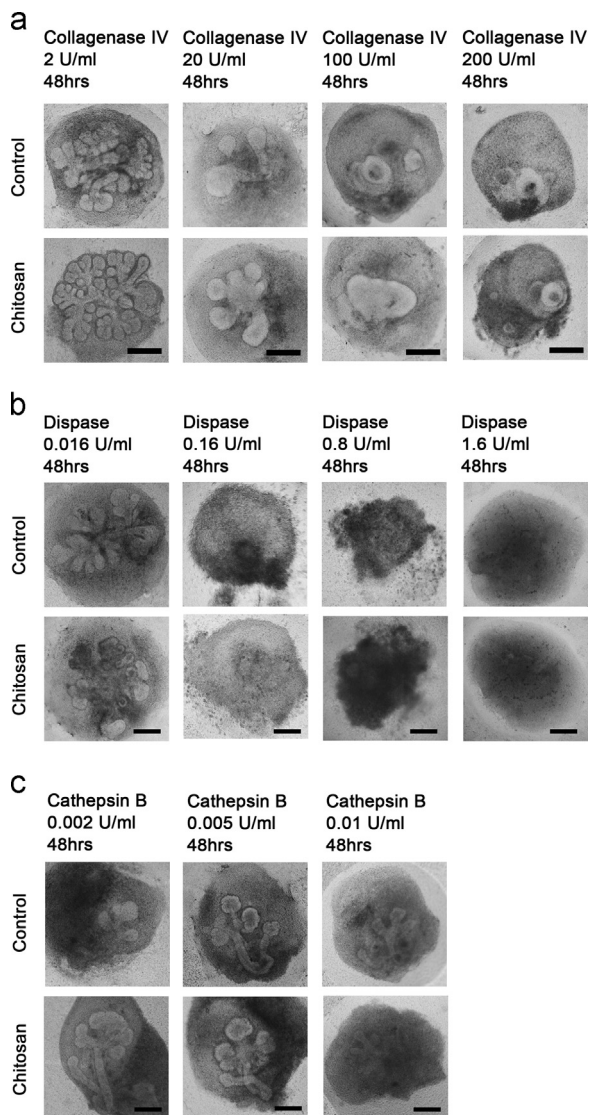 a
Collagenase IV Collagenase IV Collagenase IV Collagenase IV
2 U/ml 20 U/ml 100 U/ml 200 U/ml
48hrs 48hrs 48hrs 48hrs
Control
Chitosan
b
Dispase Dispase Dispase Dispase
0.016 U/ml 0.16 U/ml 0.8 U/ml 1.6 U/ml
48hrs 48hrs 48hrs 48hrs
Control
Chitosan
c
Cathepsin B Cathepsin B Cathepsin B
0.002 U/ml 0.005 U/ml 0.01 U/ml
48hrs 48hrs 48hrs
Control
Chitosan